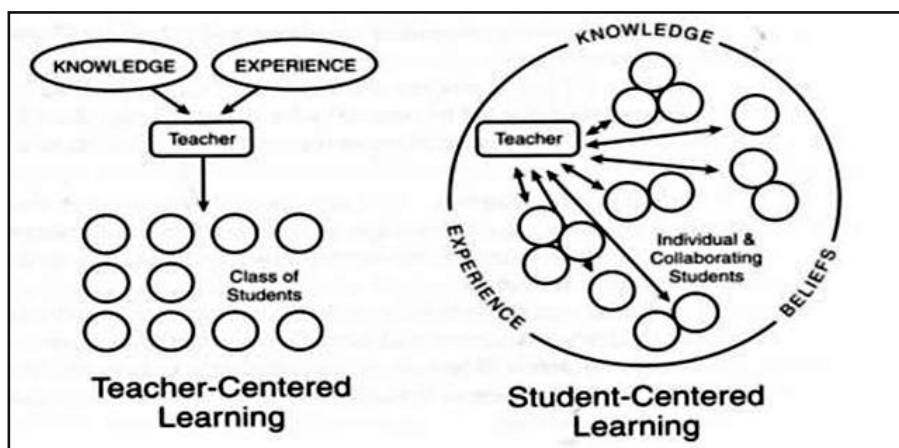 KNOWLEDGE
EXPERIENCE
Teacher
Class of
Students
Teacher-Centered
Learning
KNOWLEDGE
Teacher
EXPERIENCE
Individual &
Collaborating
Students
BELIEFS
Student-Centered
Learning